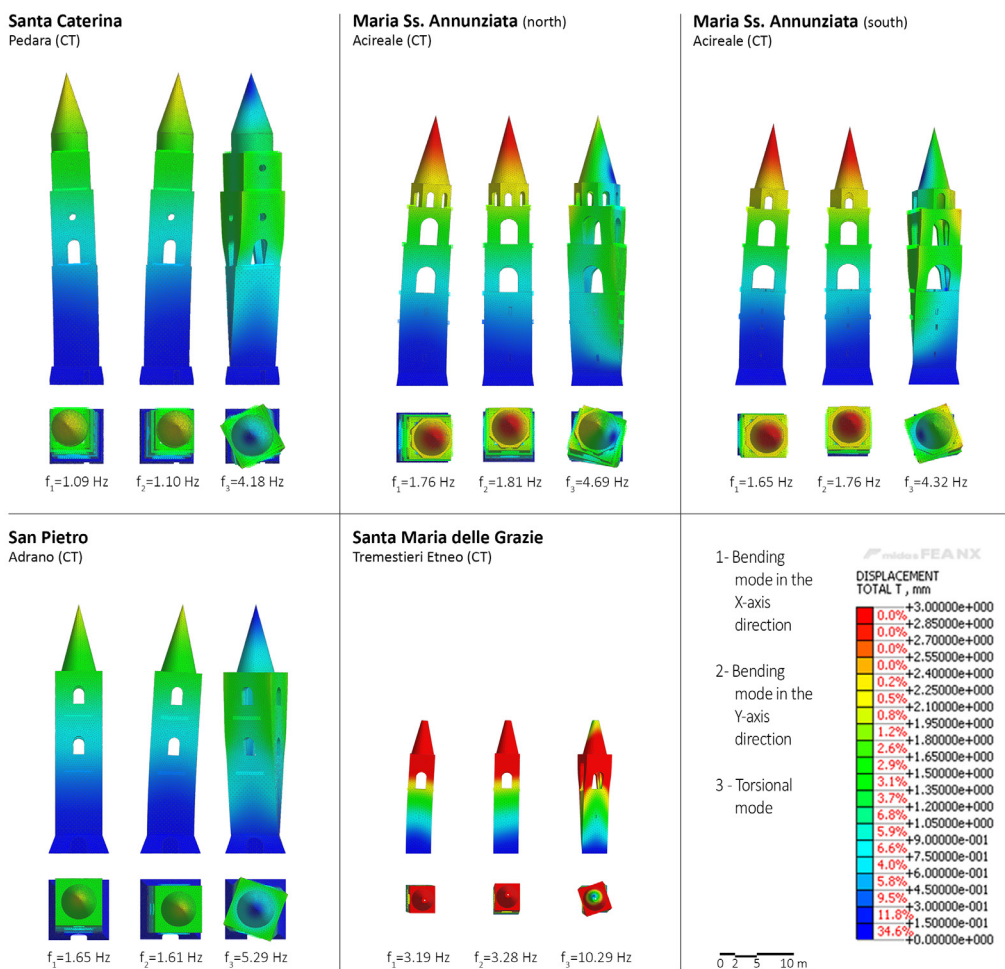 Santa Caterina
Pedara (CT)
f1=1.09 Hz
f2=1.10 Hz
f3=4.18 Hz
Maria Ss. Annunziata (north)
Acireale (CT)
f1=1.76 Hz
f2=1.81 Hz
f3=4.69 Hz
Maria Ss. Annunziata (south)
Acireale (CT)
f1=1.65 Hz
f2=1.76 Hz
f3=4.32 Hz
San Pietro
Adrano (CT)
f1=1.65 Hz
f2=1.61 Hz
f3=5.29 Hz
Santa Maria delle Grazie
Tremestieri Etneo (CT)
f1=3.19 Hz
f2=3.28 Hz
f3=10.29 Hz
1- Bending
mode in the
X-axis
direction
2- Bending
mode in the
Y-axis
direction
3 - Torsional
mode
midas FEA NX
DISPLACEMENT
TOTAL T , mm
+3.00000e+000
0.0%
+2.85000e+000
0.0%
+2.70000e+000
0.0%
+2.55000e+000
0.0%
+2.40000e+000
0.2%
+2.25000e+000
0.5%
+2.10000e+000
0.8%
+1.95000e+000
1.2%
+1.80000e+000
2.6%
+1.65000e+000
2.9%
+1.50000e+000
3.1%
+1.35000e+000
3.7%
+1.20000e+000
6.8%
+1.05000e+000
5.9%
+9.00000e-001
6.6%
+7.50000e-001
4.0%
+6.00000e-001
5.8%
+4.50000e-001
9.5%
+3.00000e-001
11.8%
+1.50000e-001
34.6%
+0.00000e+000
0 2 5 10 m